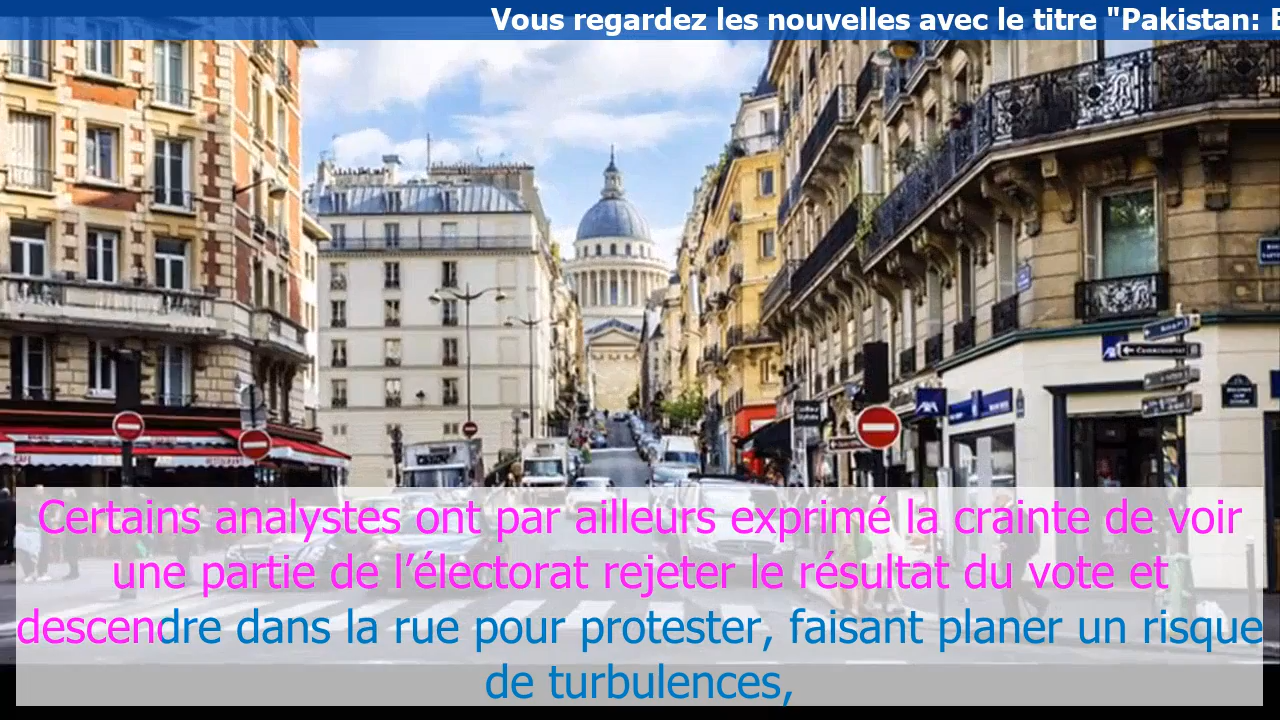 Vous regardez les nouvelles avec le titre "Pakistan:
AXA
Certains analystes ont par ailleurs exprimé la crainte de voir
une partie de l’électorat rejeter le résultat du vote et
descendre dans la rue pour protester, faisant planer un risque
de turbulences,